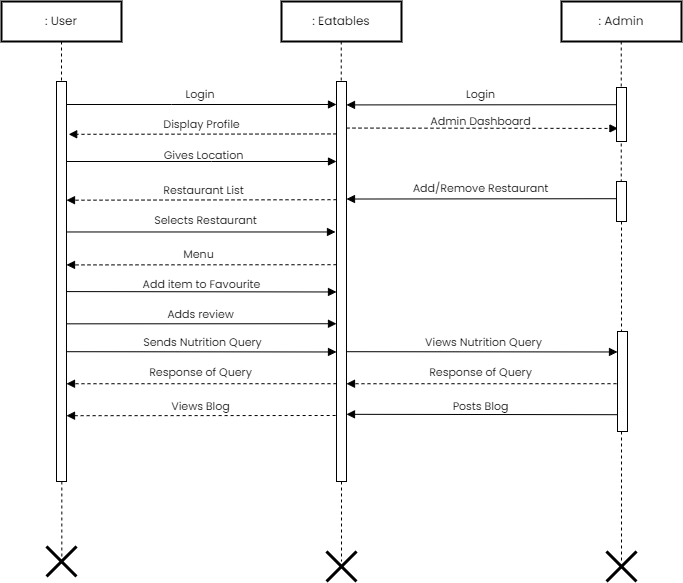 : User
: Eatables
: Admin
Login
Login
Display Profile
Admin Dashboard
Gives Location
Restaurant List
Add/Remove Restaurant
Selects Restaurant
Menu
Add item to Favourite
Adds review
Sends Nutrition Query
Views Nutrition Query
Response of Query
Response of Query
Views Blog
Posts Blog